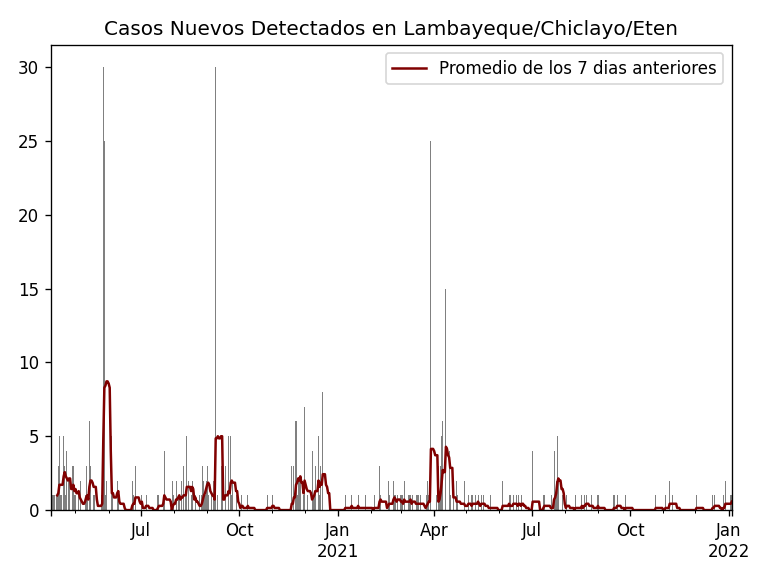 Casos Nuevos Detectados en Lambayeque/Chiclayo/Eten
Promedio de los 7 dias anteriores
30
25
20
15
10
5
0
Jul
Oct
Jan
2021
Apr
Jul
Oct
Jan
2022